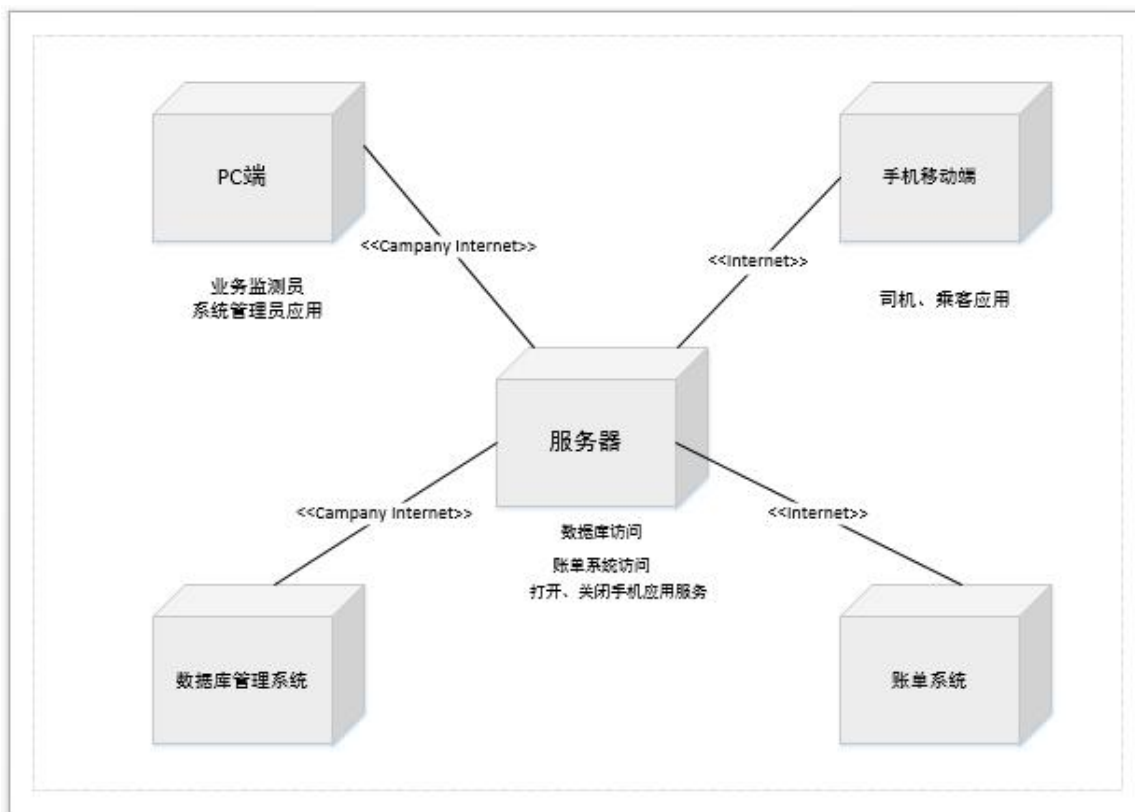 PC端
手机移动端
<<Campany Internet>>
<<Internet>>
业务监测员
系统管理员应用
司机、乘客应用
服务器
<<Campany Internet>>
<<Internet>>
数据库访问
账单系统访问
打开、关闭手机应用服务
数据库管理系统
账单系统